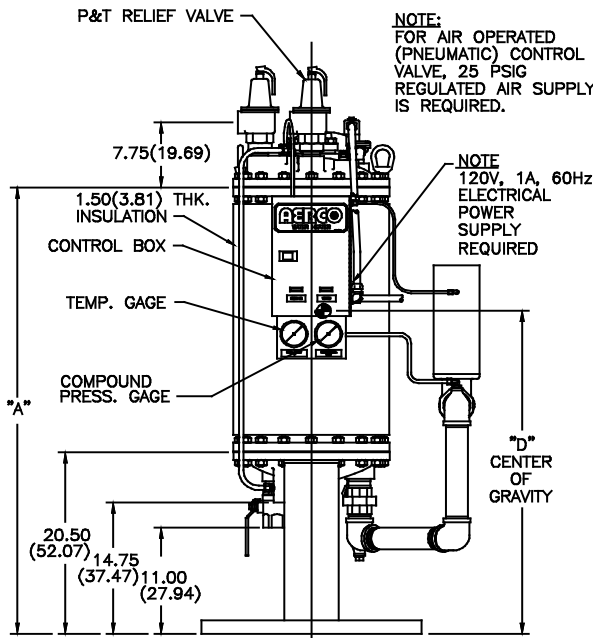 P&T RELIEF VALVE
NOTE:
FOR AIR OPERATED
(PNEUMATIC) CONTROL
VALVE, 25 PSIG
REGULATED AIR SUPPLY
IS REQUIRED.
7.75(19.69)
1.50(3.81) THK.
INSULATION
NOTE
120V, 1A, 60Hz
ELECTRICAL
POWER
SUPPLY
REQUIRED
AERCO
CONTROL BOX
TEMP. GAGE
COMPOUND
PRESS. GAGE
"A"
"D"
CENTER
OF
GRAVITY
20.50
(52.07)
14.75
(37.47)
11.00
(27.94)